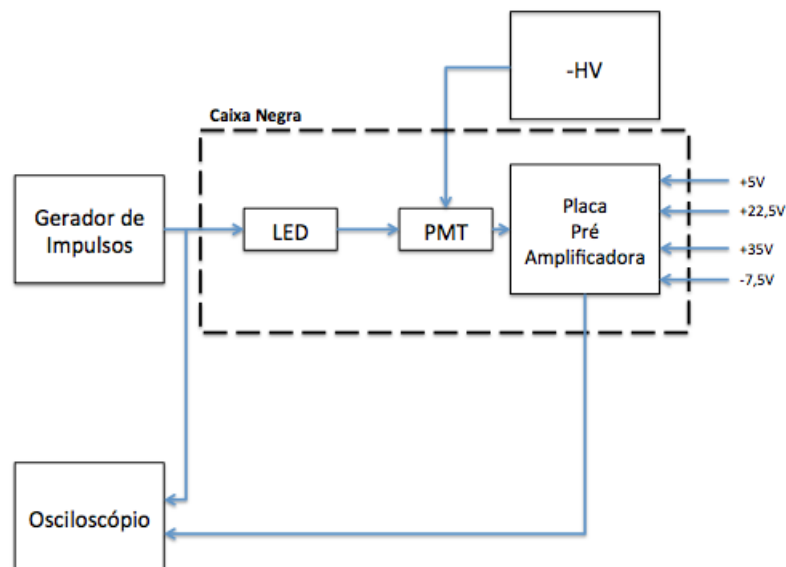 -HV
Caixa Negra
Gerador de
Impulsos
LED
PMT
Placa
Pré
Amplificadora
+5V
+22,5V
+35V
-7,5V
Osciloscópio